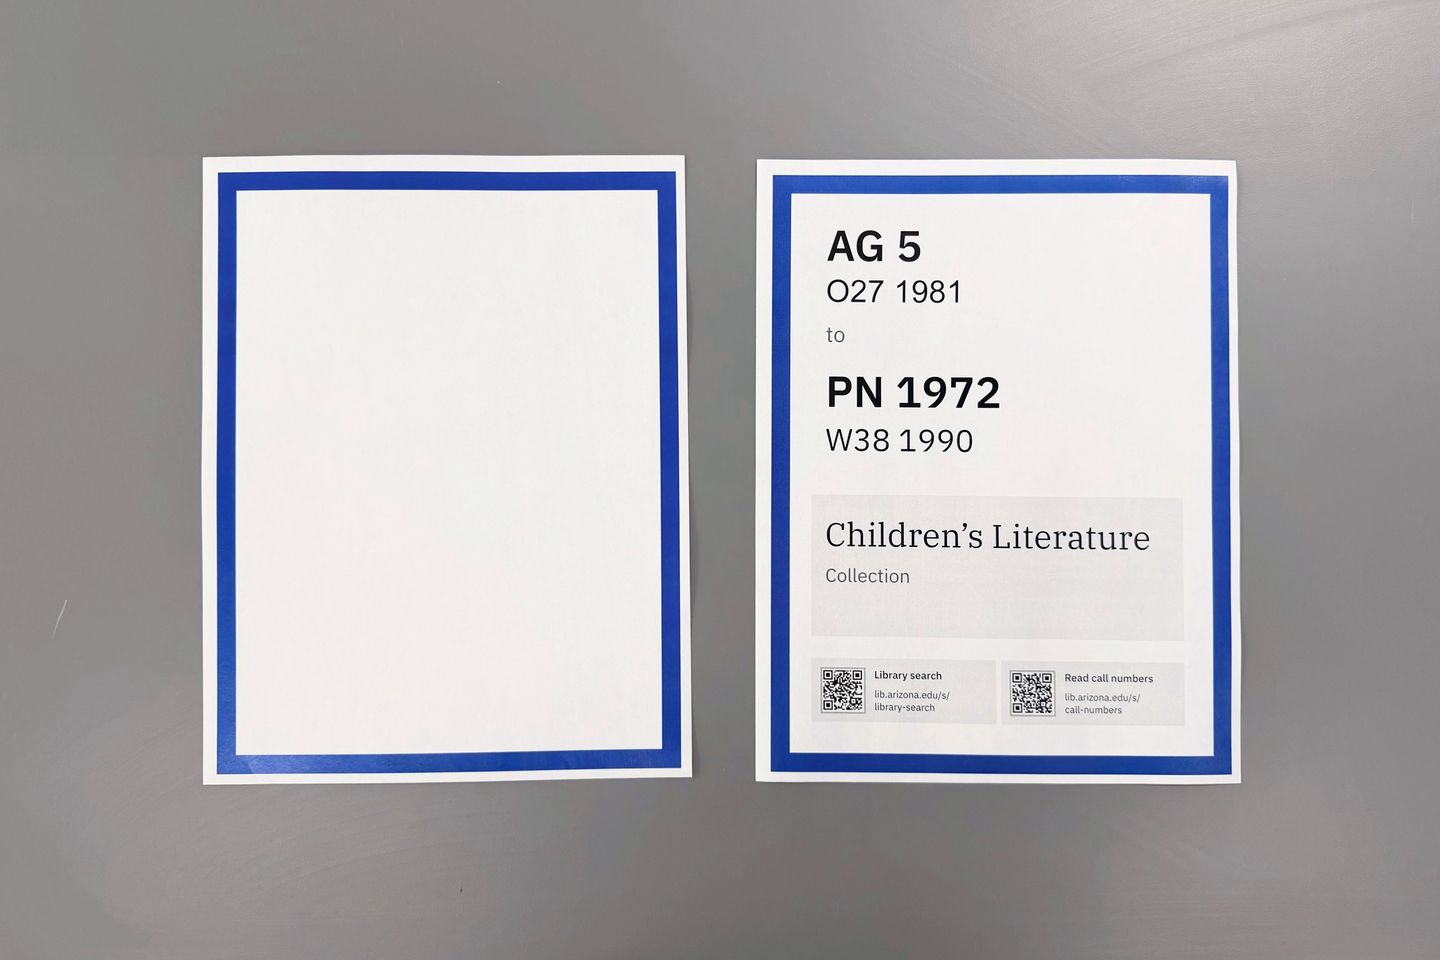 AG 5
O27 1981
to
PN 1972
W38 1990
Children’s Literature
Collection
Library search
lib.arizona.edu/s/
library-search
Read call numbers
lib.arizona.edu/s/
call-numbers